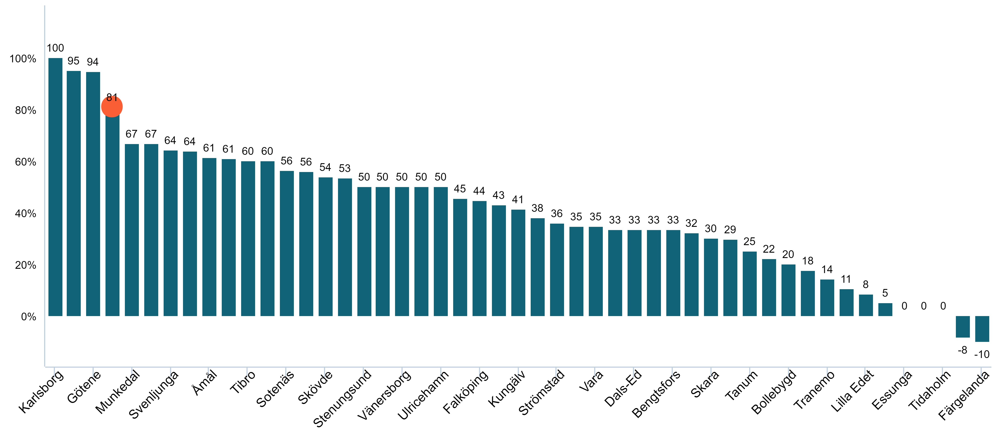 100
95
94
81
67
67
64
64
61
61
60
60
56
56
54
53
50
50
50
50
50
45
44
43
41
38
36
35
35
33
33
33
33
32
30
29
25
22
20
18
14
11
8
5
0
0
0
-8
-10
100%
80%
60%
40%
20%
0%
Karlsborg
Götene
Munkedal
Svenljunga
Åmål
Tibro
Sotenäs
Skövde
Stenungsund
Vänersborg
Ulricehamn
Falköping
Kungälv
Strömstad
Vara
Dals-Ed
Bengtsfors
Skara
Tanum
Bollebygd
Tranemo
Lilla Edet
Essunga
Tidaholm
Färgelanda